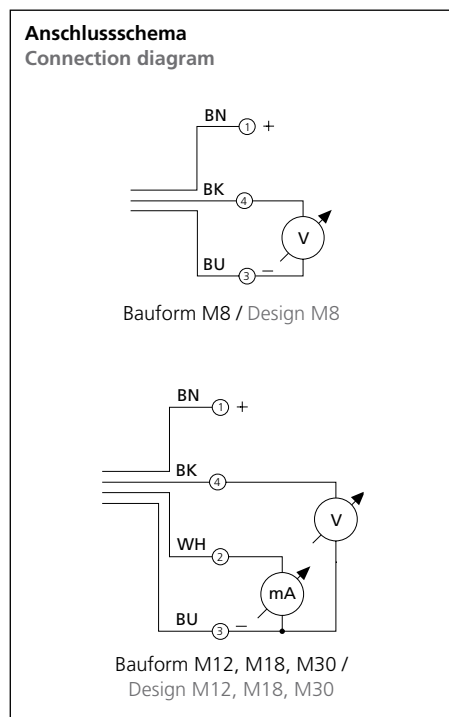 Anschlussschema
Connection diagram
BN 1 +
BK 4
V
BU 3 –
Bauform M8 / Design M8
BN 1 +
BK 4
V
WH 2
mA
BU 3 –
Bauform M12, M18, M30 /
Design M12, M18, M30